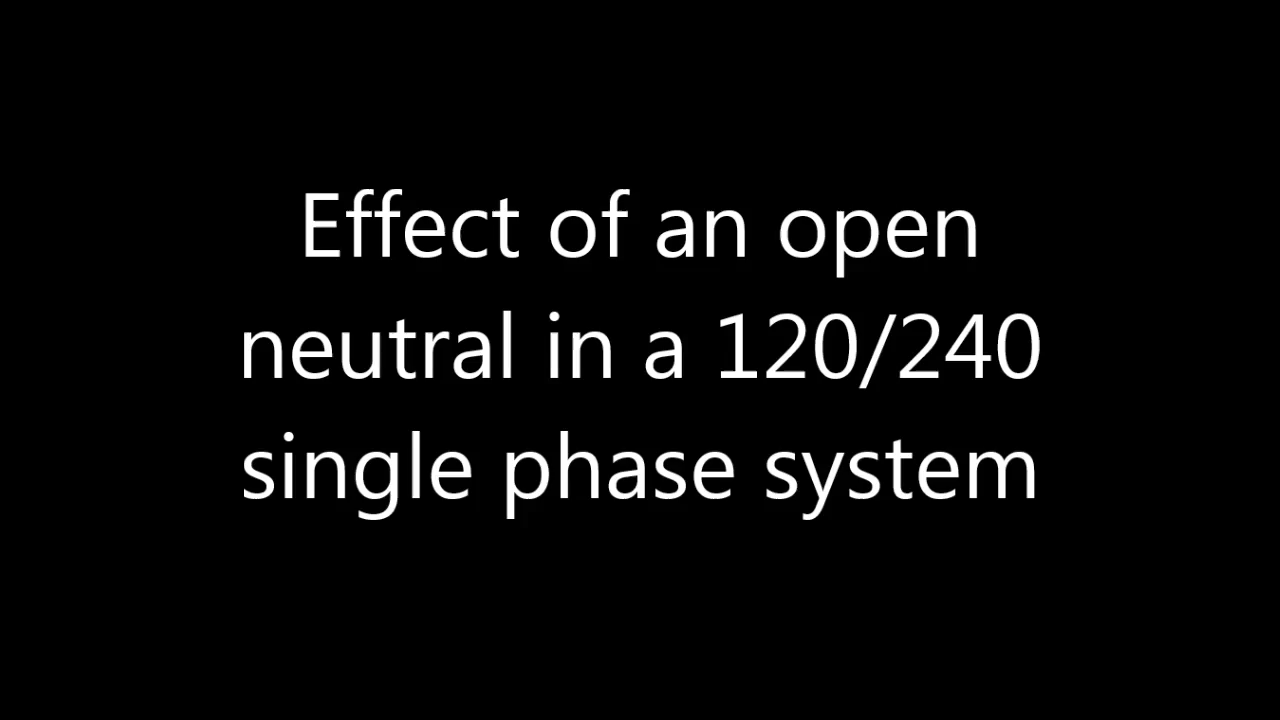 Effect of an open
neutral in a 120/240
single phase system